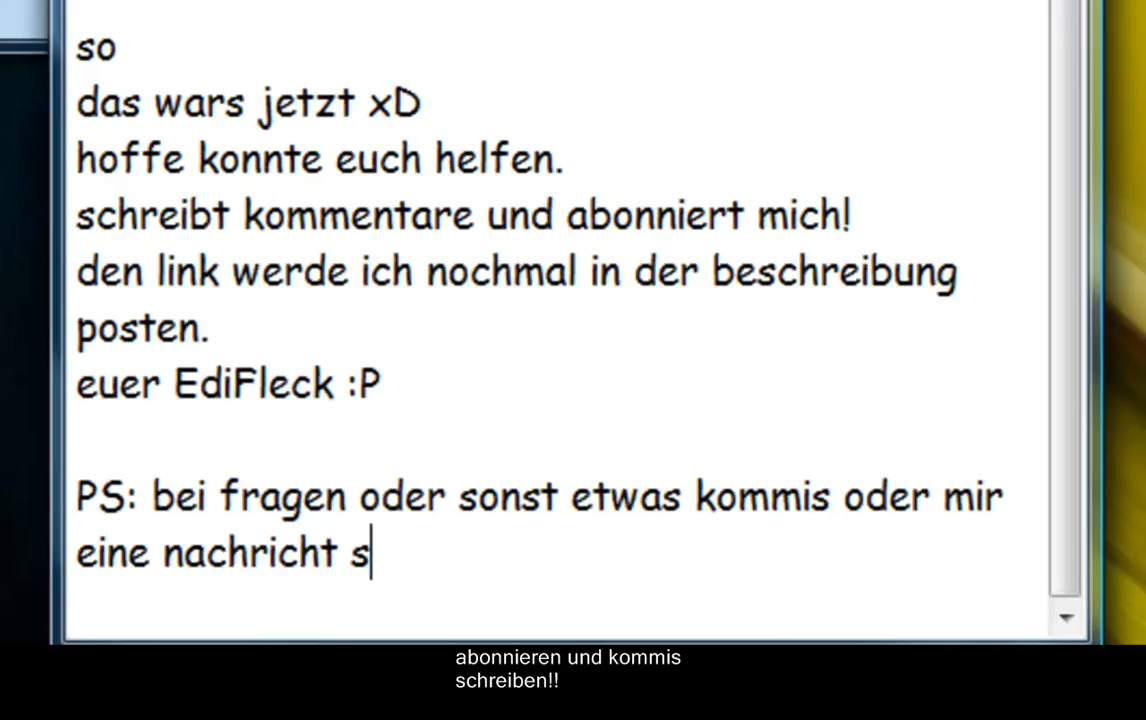 so
das wars jetzt xD
hoffe konnte euch helfen.
schreibt kommentare und abonniert mich!
den link werde ich nochmal in der beschreibung
posten.
euer EdiFleck :P
PS: bei fragen oder sonst etwas kommis oder mir
eine nachricht s
abonnieren und kommis
schreiben!!